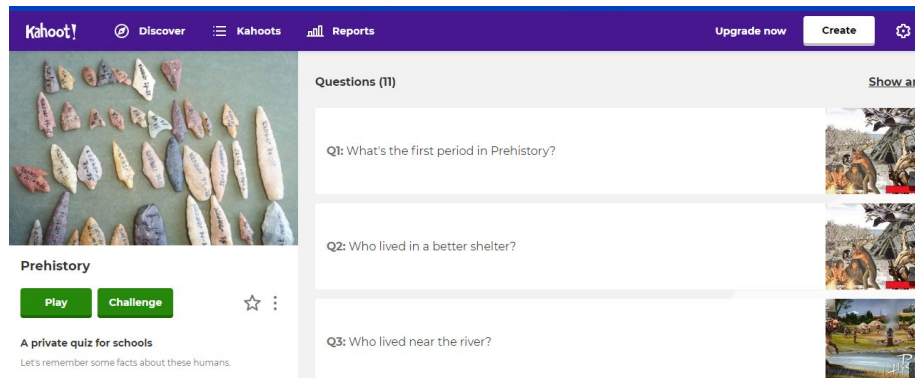 Kahoot!
Discover
Kahoots
Reports
Upgrade now
Create
Questions (11)
Show
Q1: What's the first period in Prehistory?
Q2: Who lived in a better shelter?
Prehistory
Play
Challenge
A private quiz for schools
Let's remember some facts about these humans.
Q3: Who lived near the river?